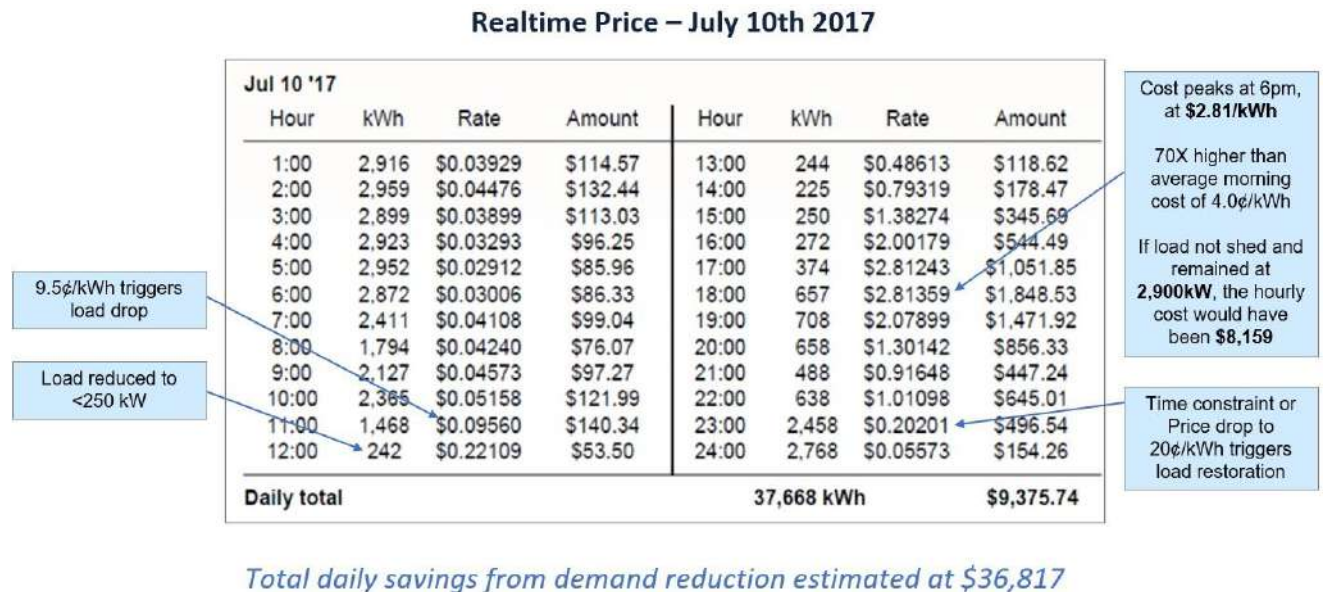 Realtime Price – July 10th 2017
Jul 10 '17
Hour kWh Rate Amount Hour kWh Rate Amount
1:00 2,916 $0.03929 $114.57 13:00 244 $0.48613 $118.62
2:00 2,959 $0.04476 $132.44 14:00 225 $0.79319 $178.47
3:00 2,899 $0.03899 $113.03 15:00 250 $1.38274 $345.69
4:00 2,923 $0.03293 $96.25 16:00 272 $2.00179 $544.49
5:00 2,952 $0.02912 $85.96 17:00 374 $2.81243 $1,051.85
6:00 2,872 $0.03006 $86.33 18:00 657 $2.81359 $1,848.53
7:00 2,411 $0.04108 $99.04 19:00 708 $2.07899 $1,471.92
8:00 1,794 $0.04240 $76.07 20:00 658 $1.30142 $856.33
9:00 2,127 $0.04573 $97.27 21:00 488 $0.91648 $447.24
10:00 2,365 $0.05158 $121.99 22:00 638 $1.01098 $645.01
11:00 1,468 $0.09560 $140.34 23:00 2,458 $0.20201 $496.54
12:00 242 $0.22109 $53.50 24:00 2,768 $0.05573 $154.26
Daily total 37,668 kWh $9,375.74
9.5¢/kWh triggers
load drop
Load reduced to
<250 kW
Cost peaks at 6pm,
at $2.81/kWh
70X higher than
average morning
cost of 4.0¢/kWh
If load not shed and
remained at
2,900kW, the hourly
cost would have
been $8,159
Time constraint or
Price drop to
20¢/kWh triggers
load restoration
Total daily savings from demand reduction estimated at $36,817